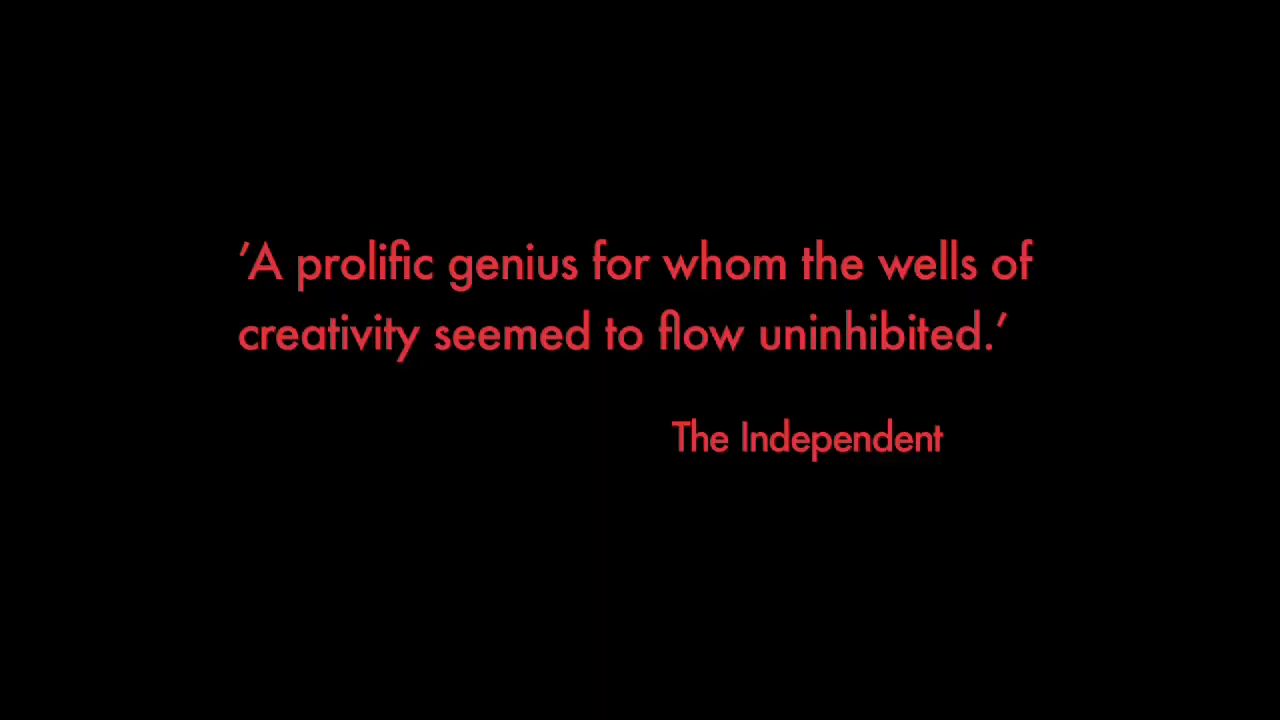 ’A prolific genius for whom the wells of
creativity seemed to flow uninhibited.’
The Independent